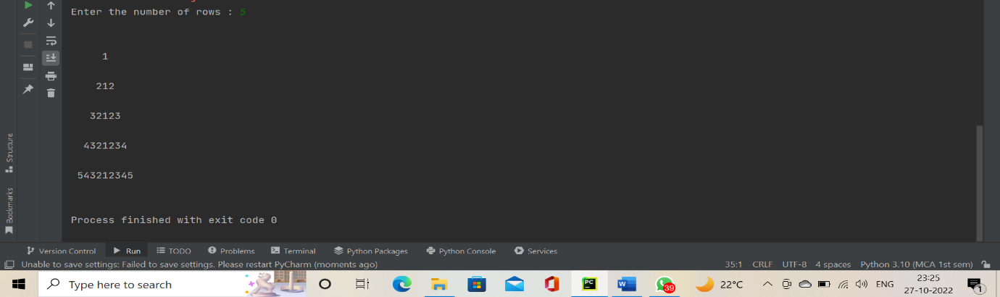 Enter the number of rows : 5
1
212
32123
4321234
543212345
Process finished with exit code 0
Structure
Bookmarks
Version Control Run TODO Problems Terminal Python Packages Python Console Services
Unable to save settings: Failed to save settings. Please restart PyCharm (moments ago) 35:1 CRLF UTF-8 4 spaces Python 3.10 (MCA 1st sem)
Type here to search PC W 39 22°C ENG 23:25 1
27-10-2022